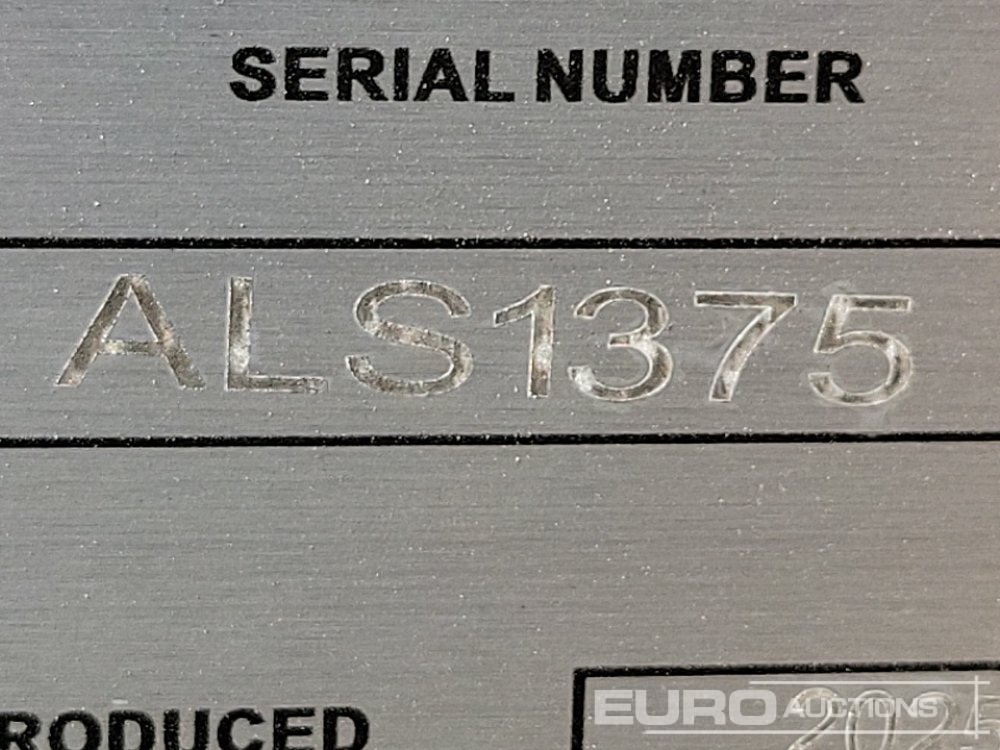 SERIAL NUMBER
ALS1375
RODUCED
EURO AUCTIONS